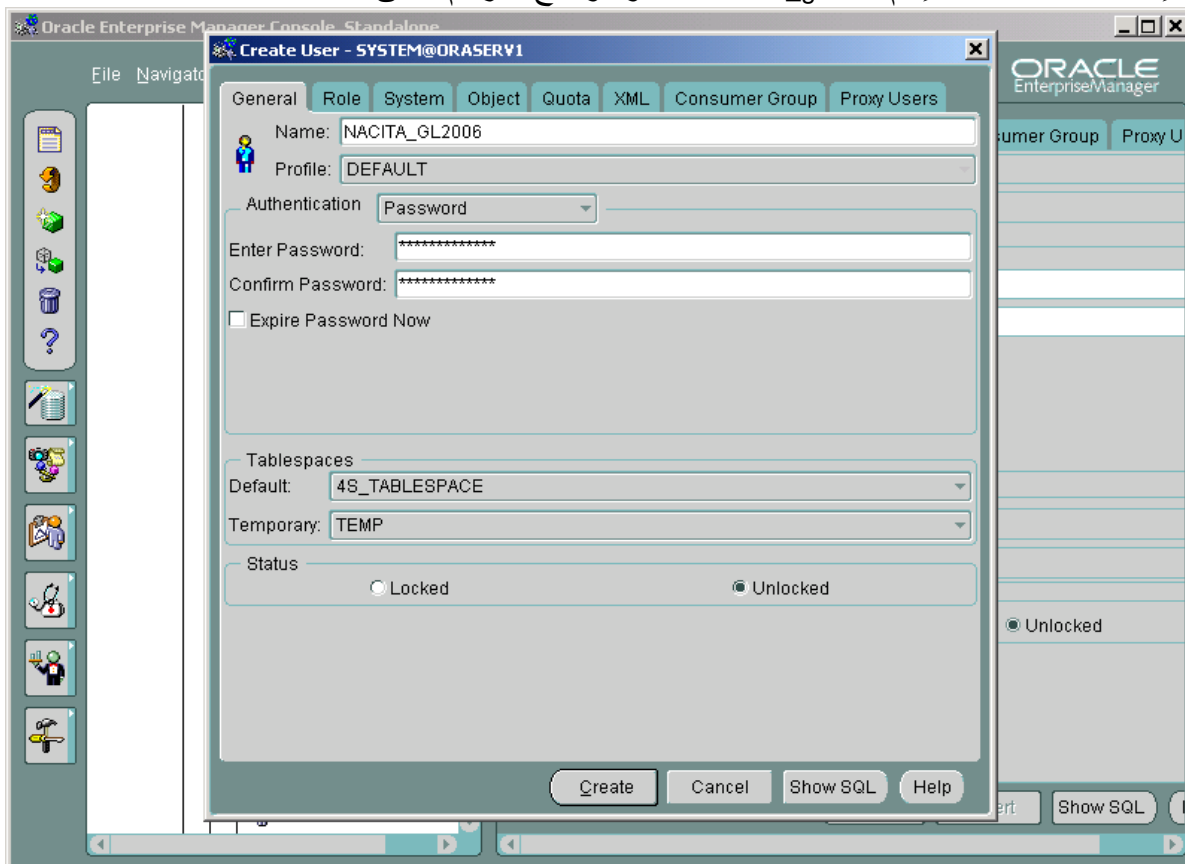 Oracle Enterprise Manager Console, Standalone
Create User - SYSTEM@ORASERV1
File Navigato
ORACLE
EnterpriseManager
General Role System Object Quota XML Consumer Group Proxy Users
Name: NACITA_GL2006
Profile: DEFAULT
Authentication Password
Enter Password: *************
Confirm Password: *************
Expire Password Now
Tablespaces
Default: 4S_TABLESPACE
Temporary: TEMP
Status
Locked Unlocked
Create Cancel Show SQL Help
sumer Group Proxy U
Unlocked
ert Show SQL